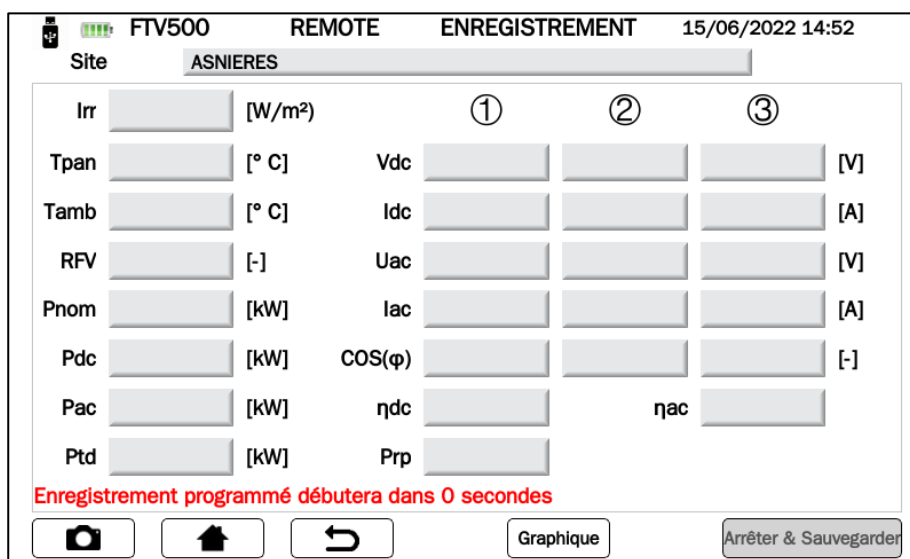 FTV500 REMOTE ENREGISTREMENT 15/06/2022 14:52
Site ASNIERES
Irr [W/m²) ① ② ③
Tpan [° C] Vdc [V]
Tamb [° C] Idc [A]
RFV [-] Uac [V]
Pnom [kW] Iac [A]
Pdc [kW] COS(φ) [-]
Pac [kW] ηdc ηac
Ptd [kW] Prp
Enregistrement programmé débutera dans 0 secondes
Graphique Arrêter & Sauvegarder